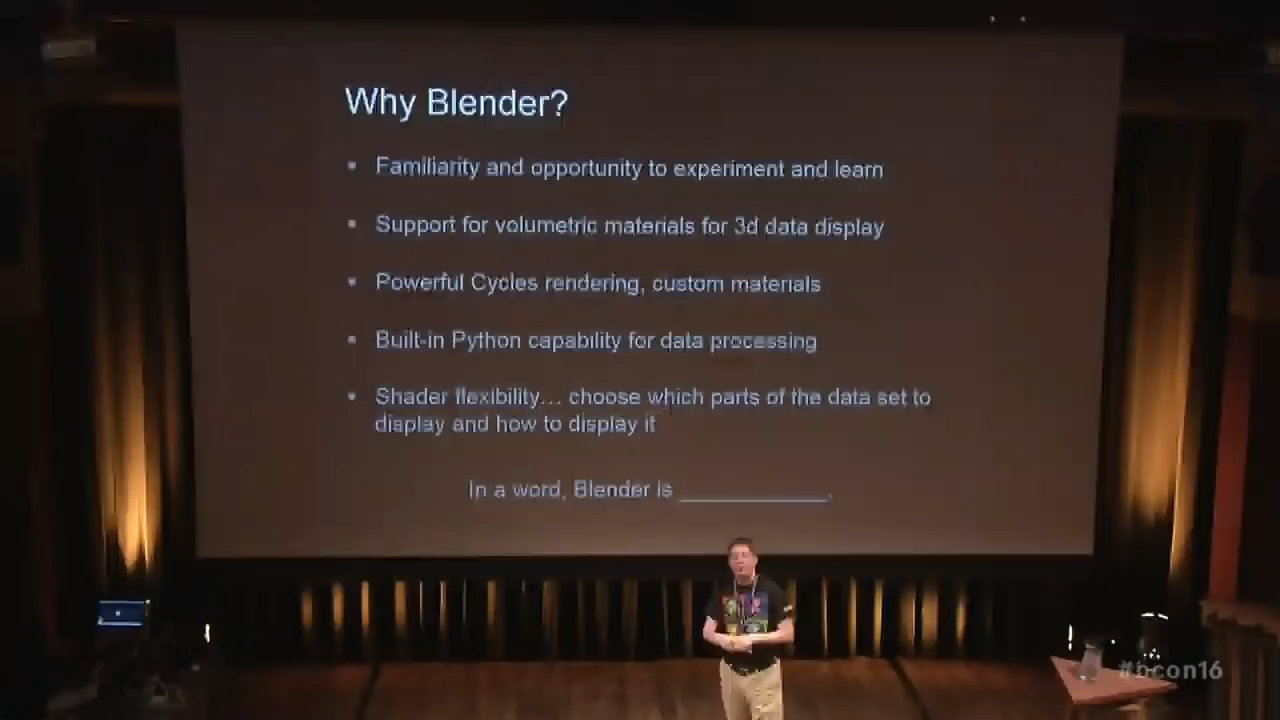 Why Blender?
• Familiarity and opportunity to experiment and learn
• Support for volumetric materials for 3d data display
• Powerful Cycles rendering, custom materials
• Built-in Python capability for data processing
• Shader flexibility... choose which parts of the data set to
display and how to display it
In a word, Blender is ____________.
#bcon16